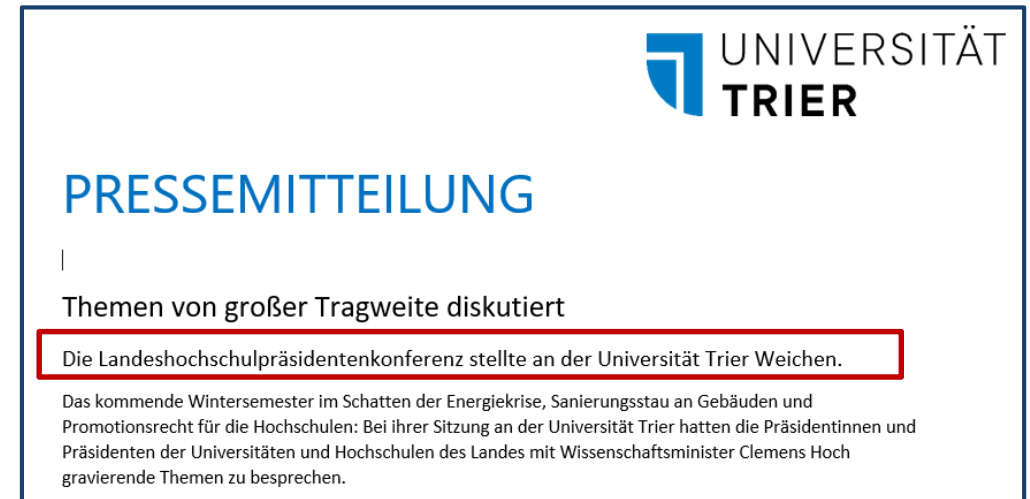 UNIVERSITÄT
TRIER
PRESSEMITTEILUNG
Themen von großer Tragweite diskutiert
Die Landeshochschulpräsidentenkonferenz stellte an der Universität Trier Weichen.
Das kommende Wintersemester im Schatten der Energiekrise, Sanierungsstau an Gebäuden und
Promotionsrecht für die Hochschulen: Bei ihrer Sitzung an der Universität Trier hatten die Präsidentinnen und
Präsidenten der Universitäten und Hochschulen des Landes mit Wissenschaftsminister Clemens Hoch
gravierende Themen zu besprechen.